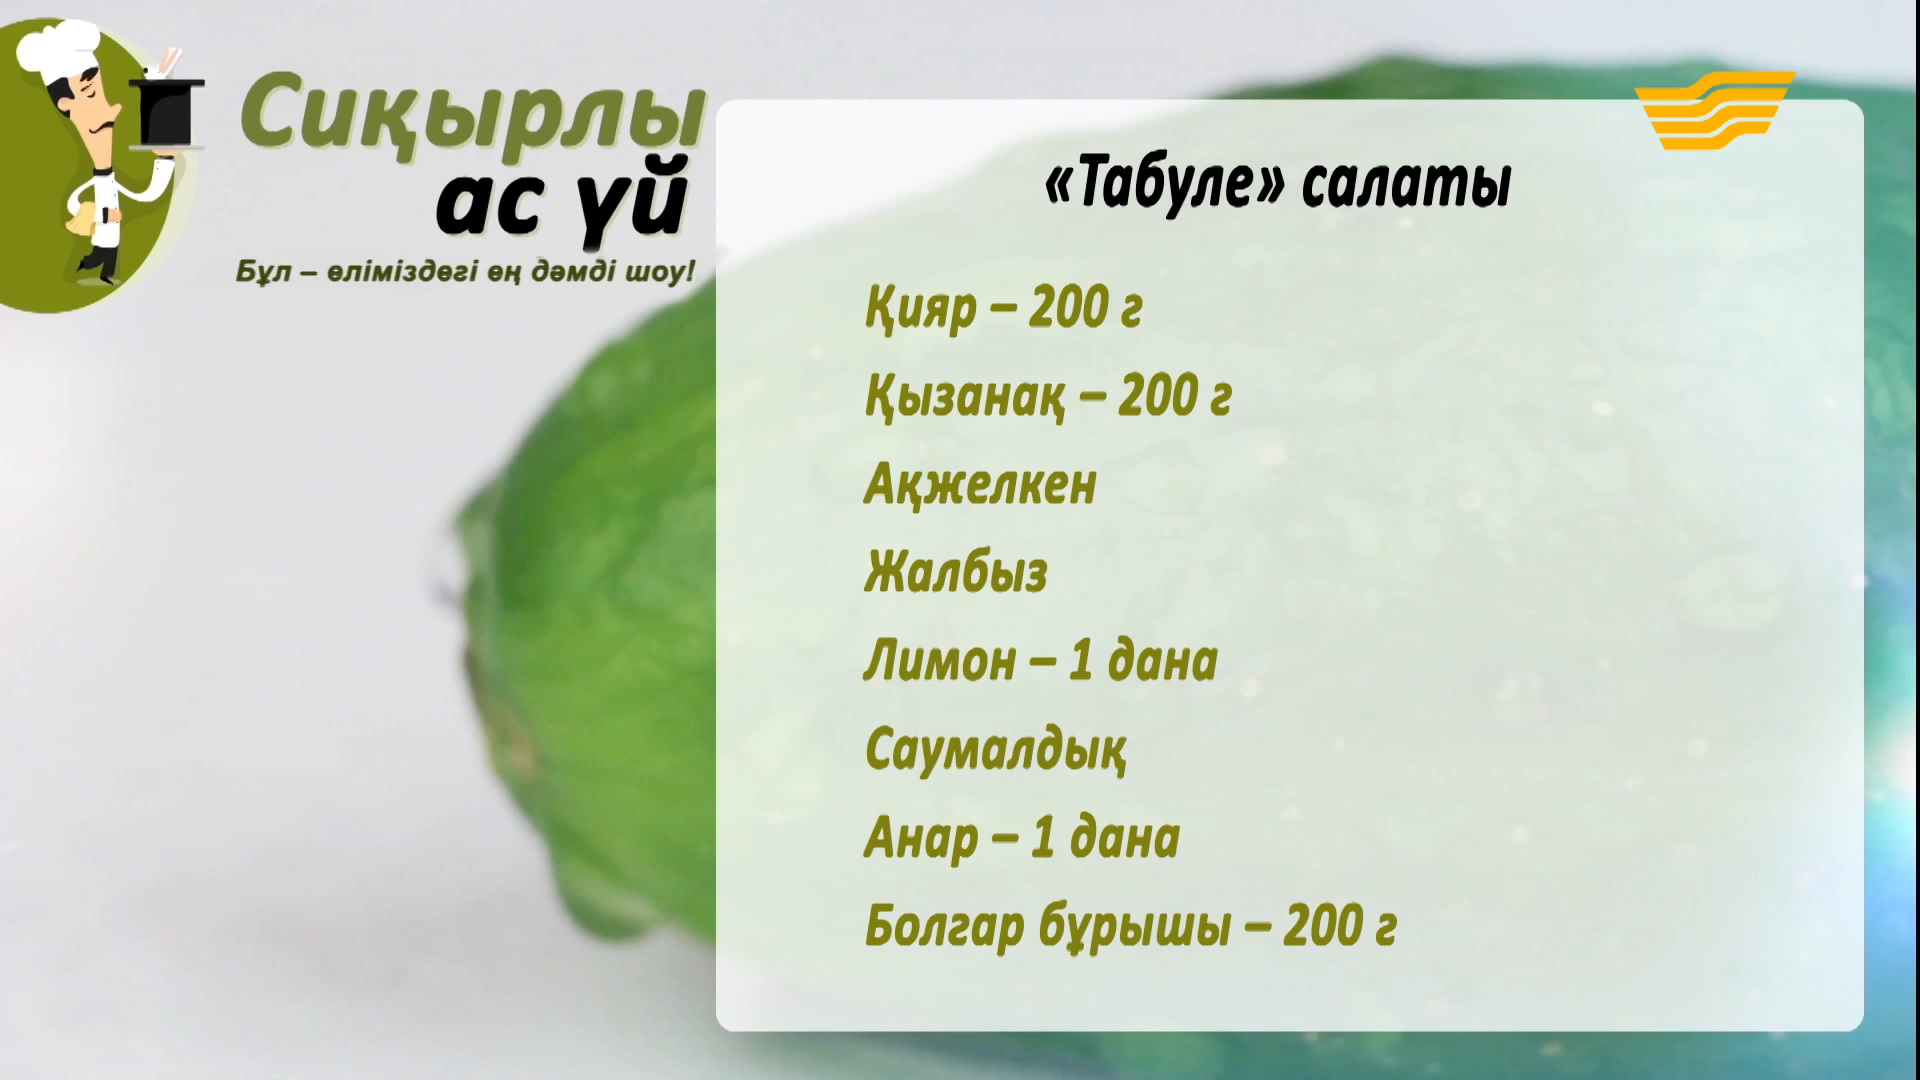 Сиқырлы
ас үй
Бұл – еліміздегі ең дәмді шоу!
«Табуле» салаты
Қияр – 200 г
Қызанақ – 200 г
Ақжелкен
Жалбыз
Лимон – 1 дана
Саумалдық
Анар – 1 дана
Болгар бұрышы – 200 г